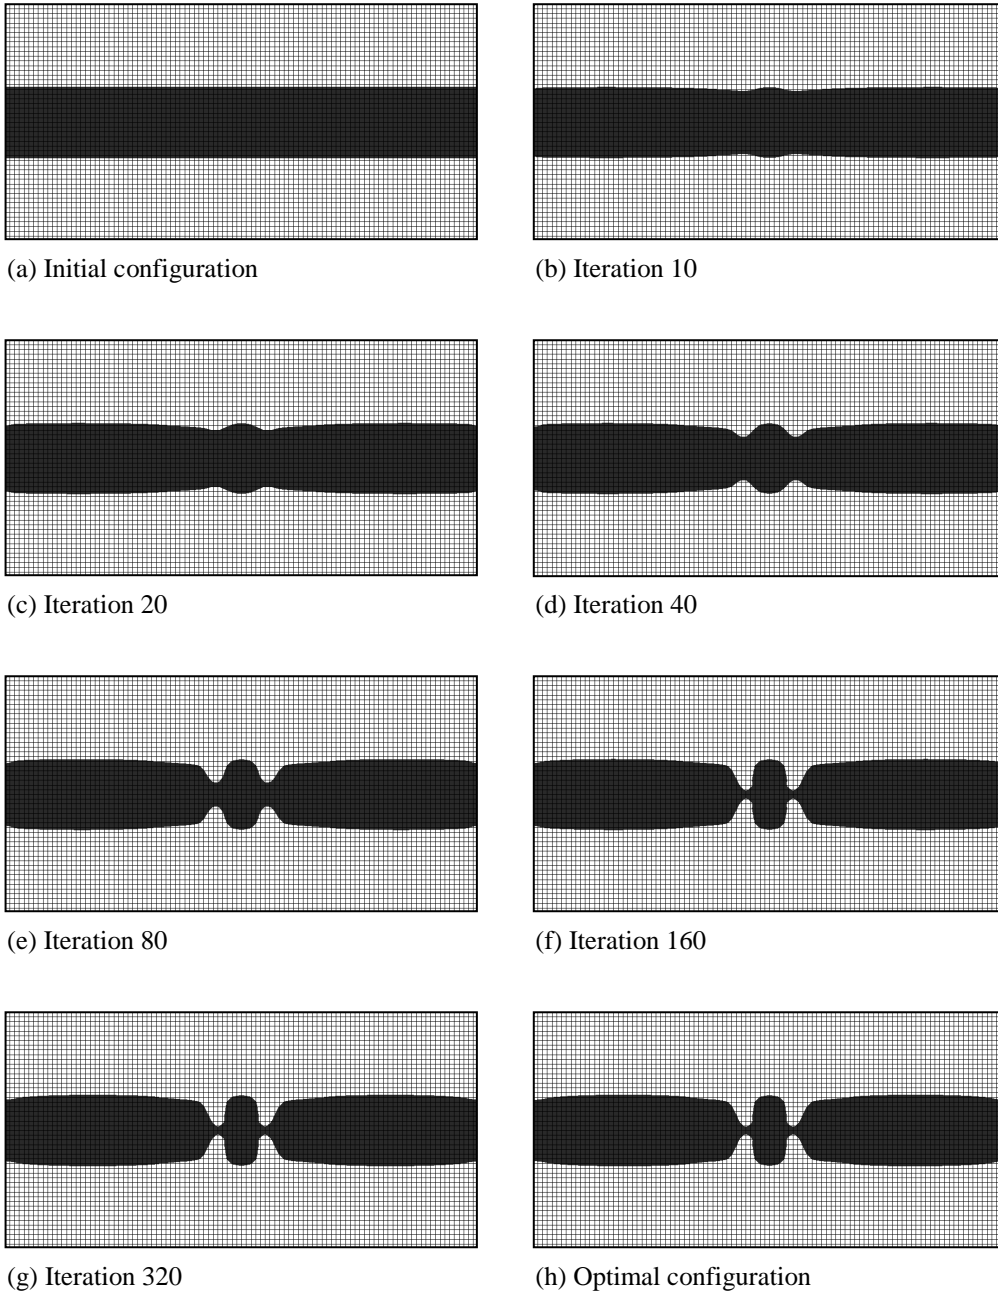 (a) Initial configuration
(b) Iteration 10
(c) Iteration 20
(d) Iteration 40
(e) Iteration 80
(f) Iteration 160
(g) Iteration 320
(h) Optimal configuration